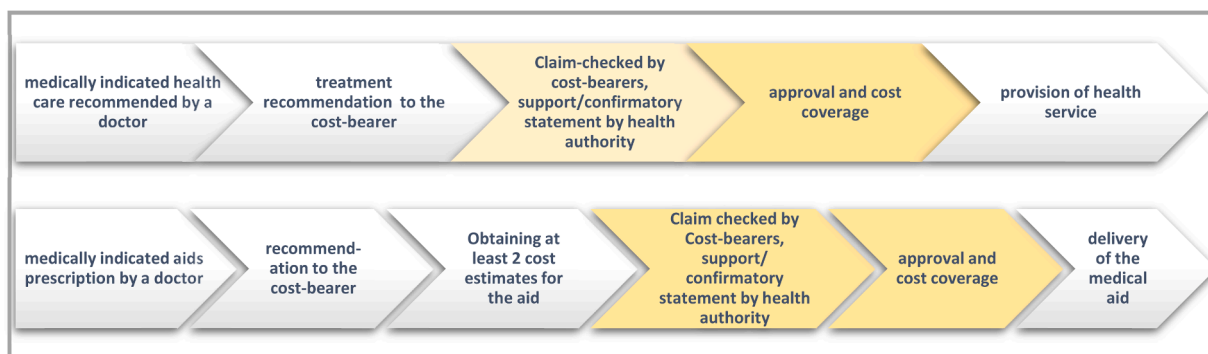 medically indicated health
care recommended by a
doctor
treatment
recommendation to the
cost-bearer
Claim-checked by
cost-bearers,
support/confirmatory
statement by health
authority
approval and cost
coverage
provision of health
service
medically indicated aids
prescription by a doctor
recommend-
ation to the
cost-bearer
Obtaining at
least 2 cost
estimates for
the aid
Claim checked by
Cost-bearers,
support/
confirmatory
statement by health
authority
approval and
cost coverage
delivery
of the
medical
aid